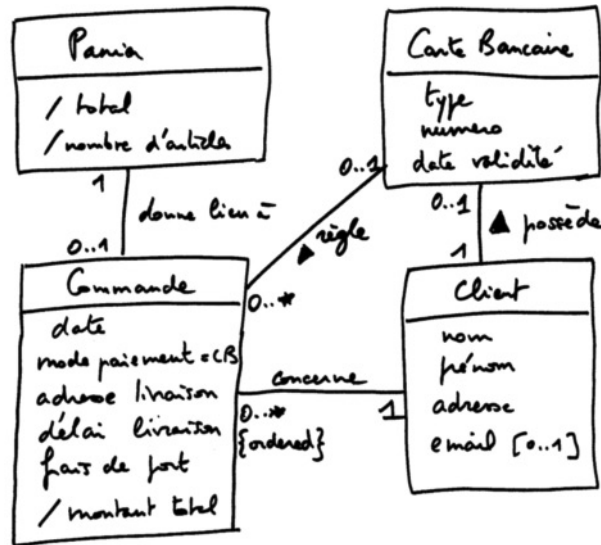 Panier
/ total
/ nombre d'articles
1
donne lieu à
0..1
Carte Bancaire
type
numero
date validité
0..1
0..1
règle
0..*
possède
1
Commande
date
mode paiement = CB
adresse livraison
délai livraison
frais de port
/ montant total
concerne
0..*
{ordered}
1
Client
nom
prénom
adresse
email [0..1]